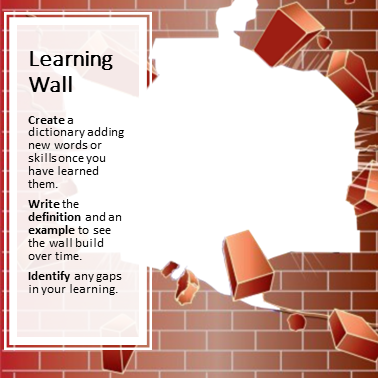 Learning
Wall
Create a
dictionary adding
new words or
skills once you
have learned
them.
Write the
definition and an
example to see
the wall build
over time.
Identify any gaps
in your learning.